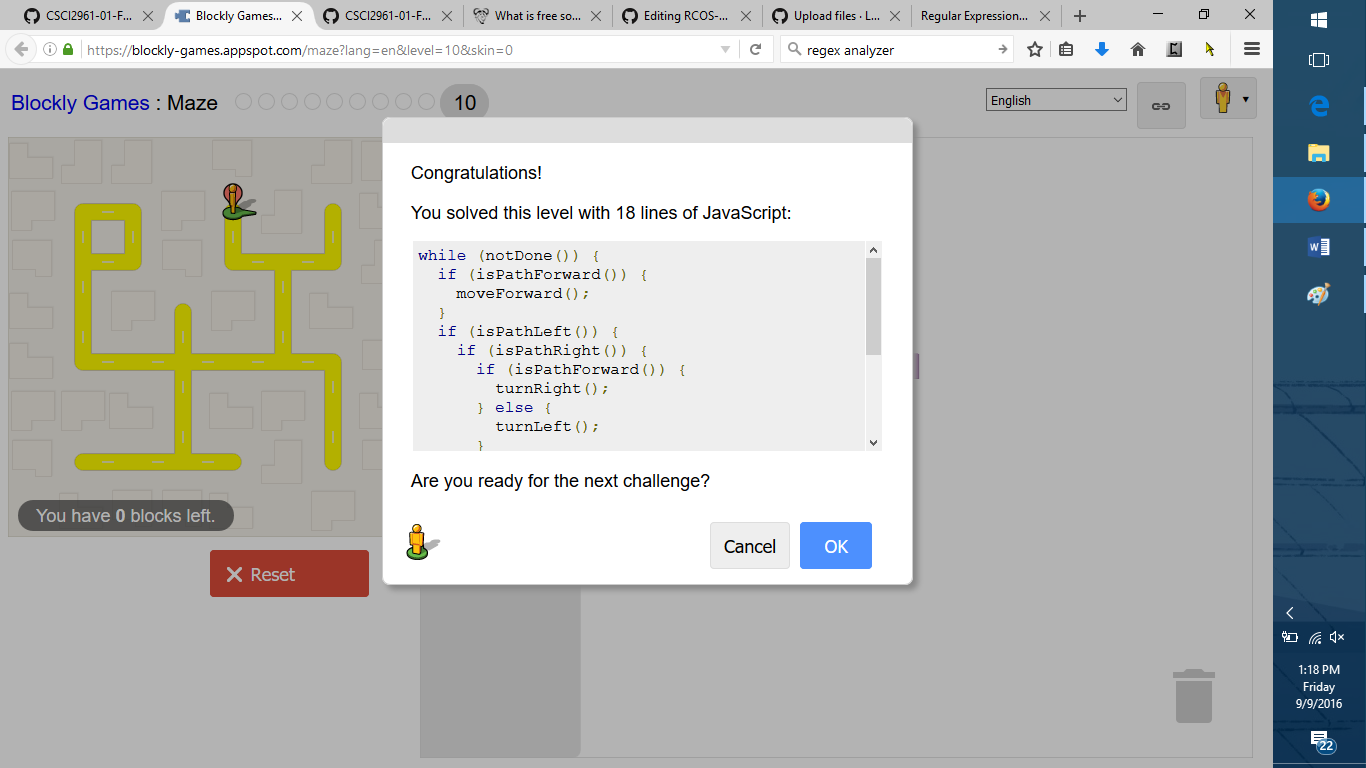 CSCI2961-01-F...
Blockly Games...
CSCI2961-01-F...
What is free so...
Editing RCOS-...
Upload files · L...
Regular Expression...
https://blockly-games.appspot.com/maze?lang=en&level=10&skin=0
regex analyzer
Blockly Games : Maze
10
English
Congratulations!
You solved this level with 18 lines of JavaScript:
while (notDone()) {
if (isPathForward()) {
moveForward();
}
if (isPathLeft()) {
if (isPathRight()) {
if (isPathForward()) {
turnRight();
} else {
turnLeft();
}
Are you ready for the next challenge?
You have 0 blocks left.
Cancel
OK
Reset
1:18 PM
Friday
9/9/2016
22